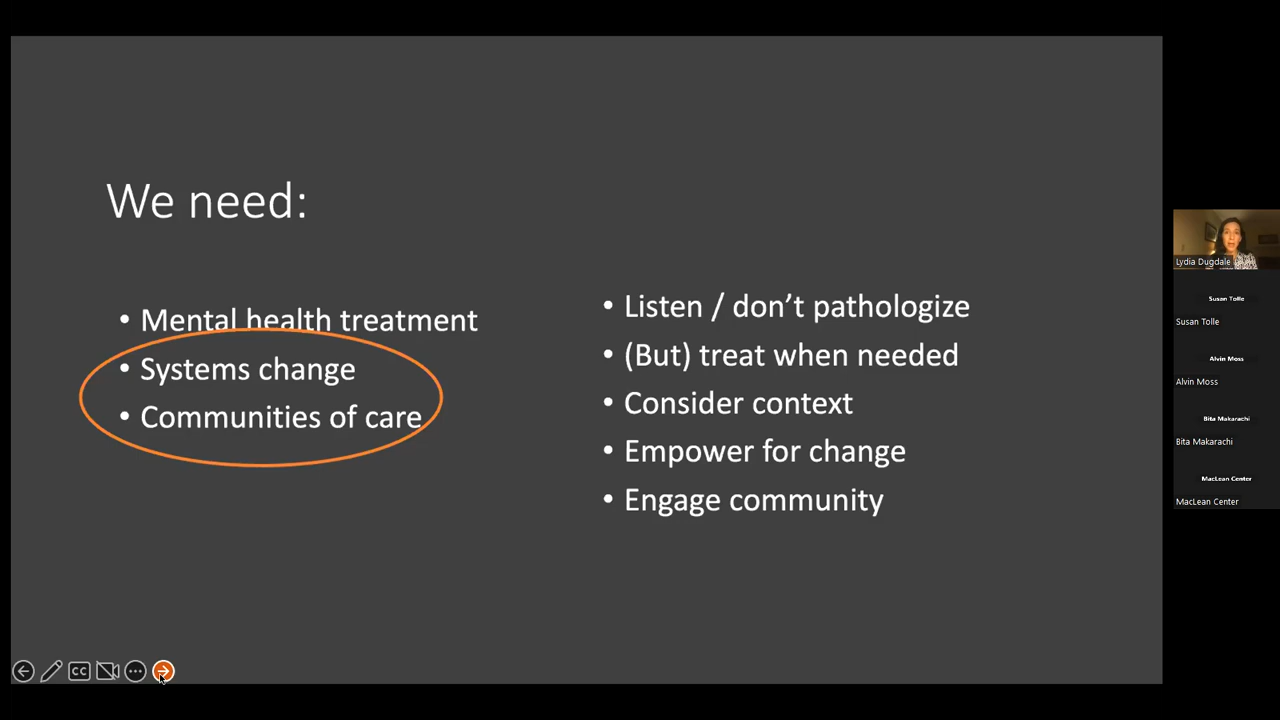 We need:
• Mental health treatment
• Systems change
• Communities of care
• Listen / don’t pathologize
• (But) treat when needed
• Consider context
• Empower for change
• Engage community
Lydia Dugdale
Susan Tolle
Susan Tolle
Alvin Moss
Alvin Moss
Bita Makarachi
Bita Makarachi
MacLean Center
MacLean Center
CC